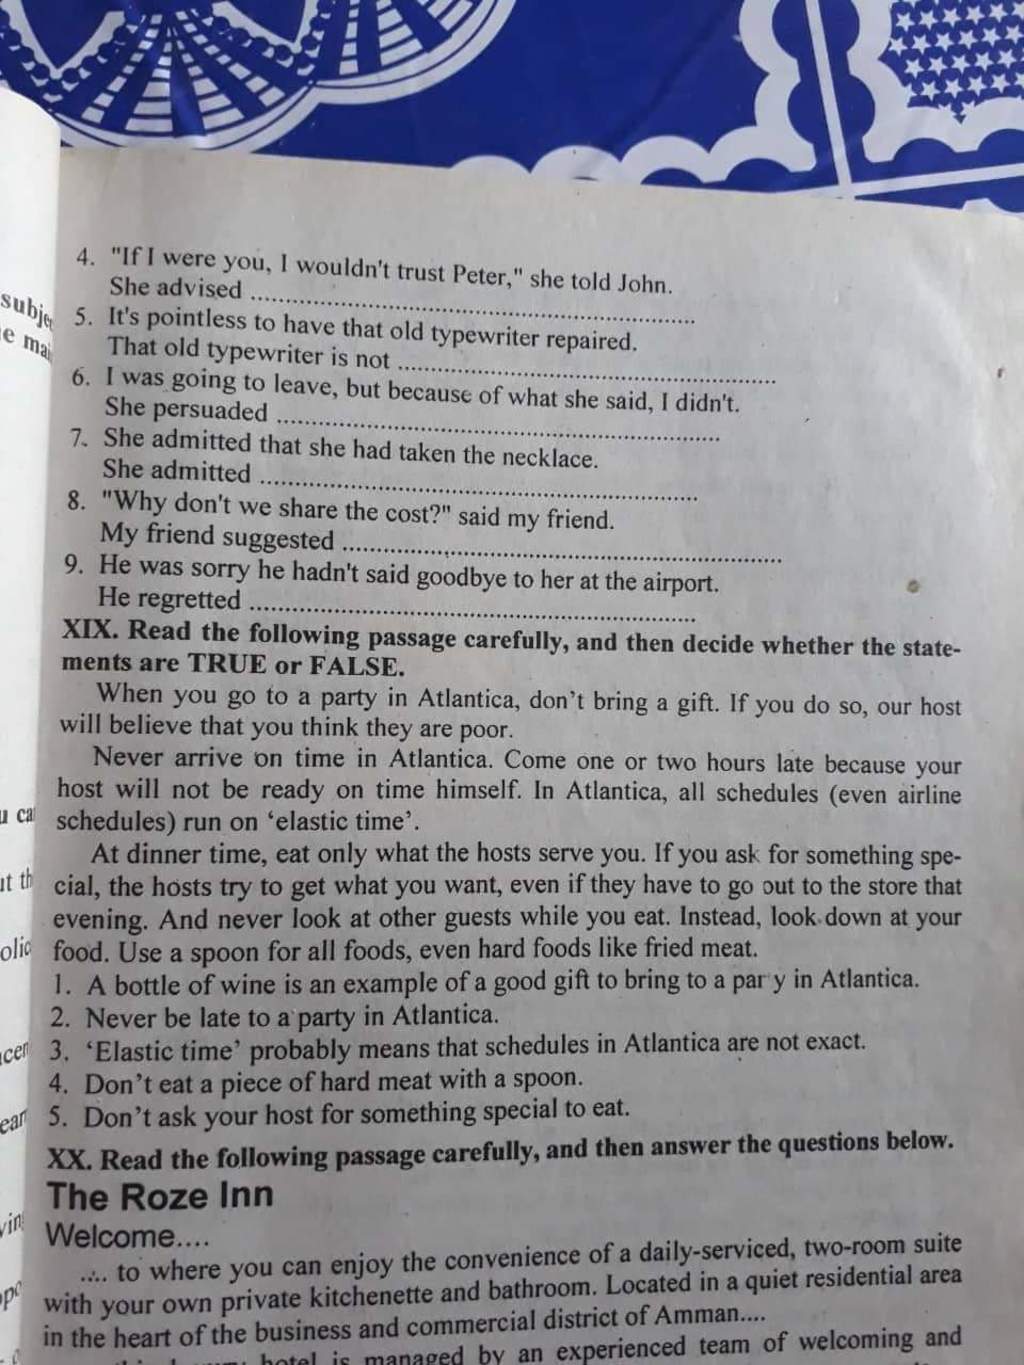 subje
e mai
u ca
ut th
olic
4. "If I were you, I wouldn't trust Peter," she told John.
She advised ............................................................
5. It's pointless to have that old typewriter repaired.
That old typewriter is not ..................................................
6. I was going to leave, but because of what she said, I didn't.
She persuaded ............................................................
7. She admitted that she had taken the necklace.
She admitted ............................................................
8. "Why don't we share the cost?" said my friend.
My friend suggested ............................................................
9. He was sorry he hadn't said goodbye to her at the airport.
He regretted ............................................................
XIX. Read the following passage carefully, and then decide whether the state-
ments are TRUE or FALSE.
When you go to a party in Atlantica, don't bring a gift. If you do so, our host
will believe that you think they are poor.
Never arrive on time in Atlantica. Come one or two hours late because your
host will not be ready on time himself. In Atlantica, all schedules (even airline
schedules) run on 'elastic time'.
At dinner time, eat only what the hosts serve you. If you ask for something spe-
cial, the hosts try to get what you want, even if they have to go out to the store that
evening. And never look at other guests while you eat. Instead, look down at your
food. Use a spoon for all foods, even hard foods like fried meat.
1. A bottle of wine is an example of a good gift to bring to a par y in Atlantica.
2. Never be late to a party in Atlantica.
3. 'Elastic time' probably means that schedules in Atlantica are not exact.
4. Don't eat a piece of hard meat with a spoon.
5. Don't ask your host for something special to eat.
XX. Read the following passage carefully, and then answer the questions below.
The Roze Inn
Welcome....
.... to where you can enjoy the convenience of a daily-serviced, two-room suite
with your own private kitchenette and bathroom. Located in a quiet residential area
in the heart of the business and commercial district of Amman....
hotel is managed by an experienced team of welcoming and